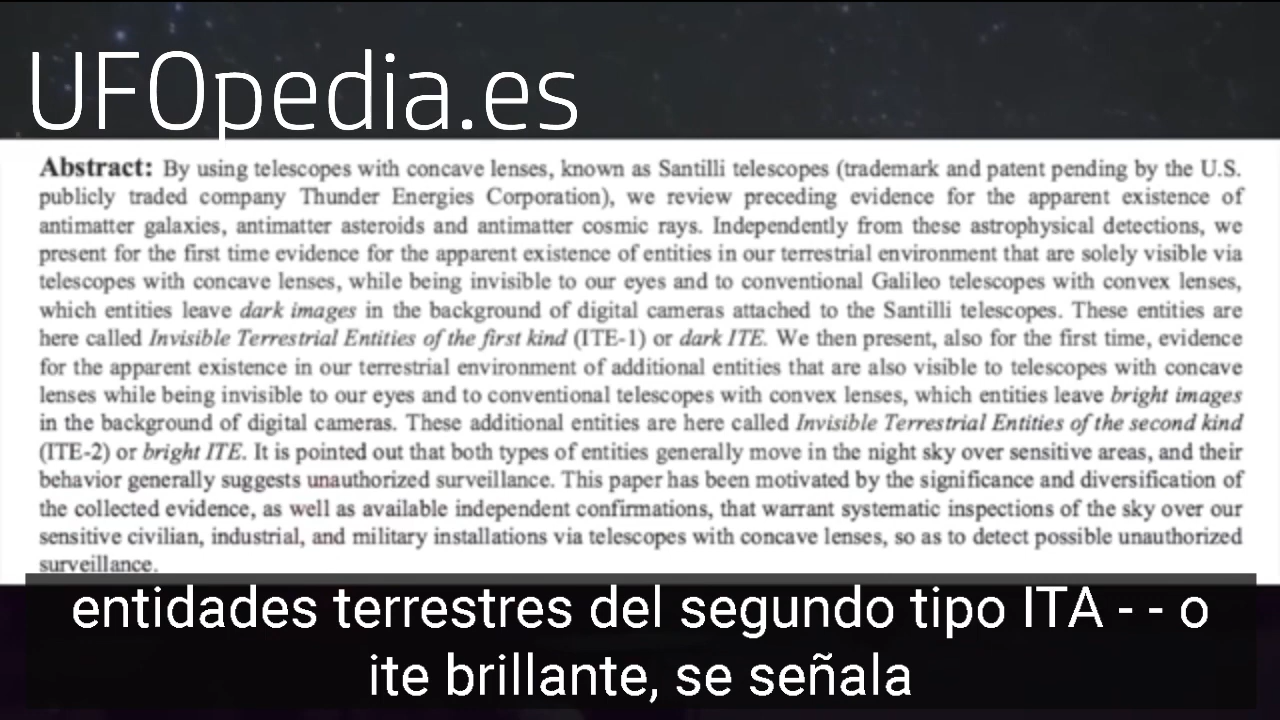 UFOpedia.es
Abstract: By using telescopes with concave lenses, known as Santilli telescopes (trademark and patent pending by the U.S.
publicly traded company Thunder Energies Corporation), we review preceding evidence for the apparent existence of
antimatter galaxies, antimatter asteroids and antimatter cosmic rays. Independently from these astrophysical detections, we
present for the first time evidence for the apparent existence of entities in our terrestrial environment that are solely visible via
telescopes with concave lenses, while being invisible to our eyes and to conventional Galileo telescopes with convex lenses,
which entities leave dark images in the background of digital cameras attached to the Santilli telescopes. These entities are
here called Invisible Terrestrial Entities of the first kind (ITE-1) or dark ITE. We then present, also for the first time, evidence
for the apparent existence in our terrestrial environment of additional entities that are also visible to telescopes with concave
lenses while being invisible to our eyes and to conventional telescopes with convex lenses, which entities leave bright images
in the background of digital cameras. These additional entities are here called Invisible Terrestrial Entities of the second kind
(ITE-2) or bright ITE. It is pointed out that both types of entities generally move in the night sky over sensitive areas, and their
behavior generally suggests unauthorized surveillance. This paper has been motivated by the significance and diversification of
the collected evidence, as well as available independent confirmations, that warrant systematic inspections of the sky over our
sensitive civilian, industrial, and military installations via telescopes with concave lenses, so as to detect possible unauthorized
surveillance.
entidades terrestres del segundo tipo ITA - - o
ite brillante, se señala